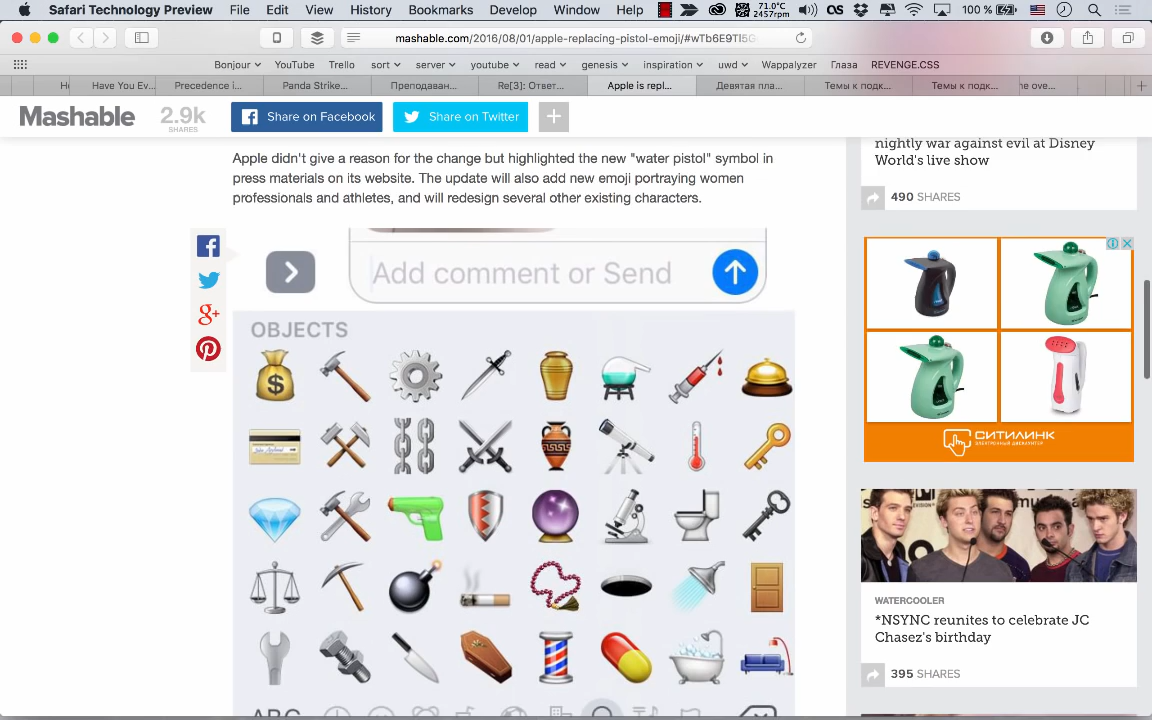 Safari Technology Preview File Edit View History Bookmarks Develop Window Help
71.0°C
2457rpm
100 %
mashable.com/2016/08/01/apple-replacing-pistol-emoji/#wTb6E9TI5G
Bonjour YouTube Trello sort server youtube read genesis inspiration uwd Wappalyzer Глаза REVENGE.CSS
Have You Ev... Precedence i... Panda Strike... Преподаван... Re[3]: Ответ... Apple is repl... Девятая пла... Темы к подк... Темы к подк...
Mashable
2.9k
SHARES
Share on Facebook
Share on Twitter
Apple didn't give a reason for the change but highlighted the new "water pistol" symbol in
press materials on its website. The update will also add new emoji portraying women
professionals and athletes, and will redesign several other existing characters.
Add comment or Send
OBJECTS
ABC
nightly war against evil at Disney
World's live show
490 SHARES
СИТИЛИНК
ЭЛЕКТРОННЫЙ ДИСКАУНТЕР
WATERCOOLER
*NSYNC reunites to celebrate JC
Chasez's birthday
395 SHARES